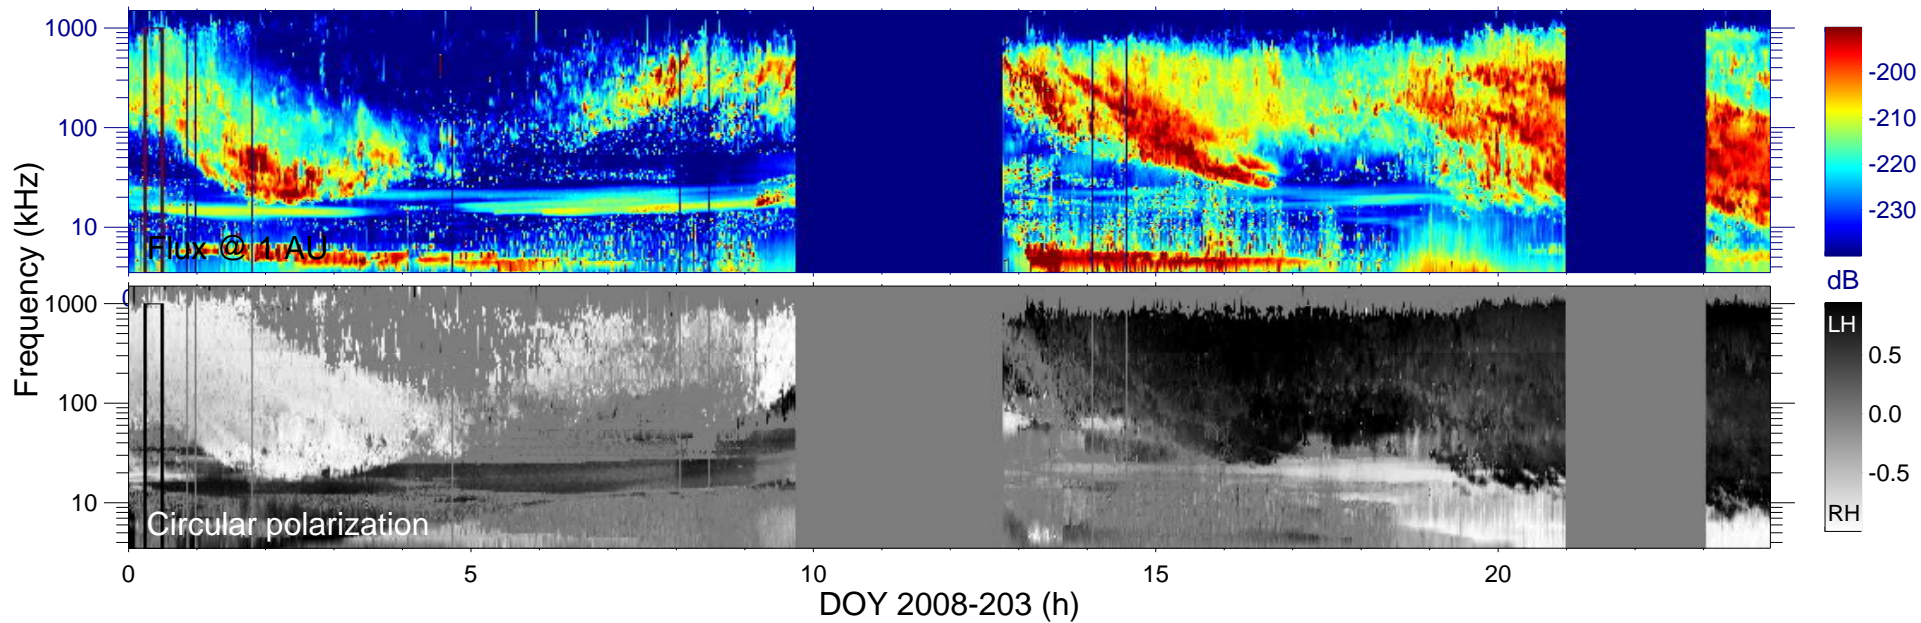 1000
100
10
Flux @ 1 AU
-200
-210
-220
-230
dB
Frequency (kHz)
1000
100
10
Circular polarization
LH
0.5
0.0
-0.5
RH
0 5 10 15 20
DOY 2008-203 (h)